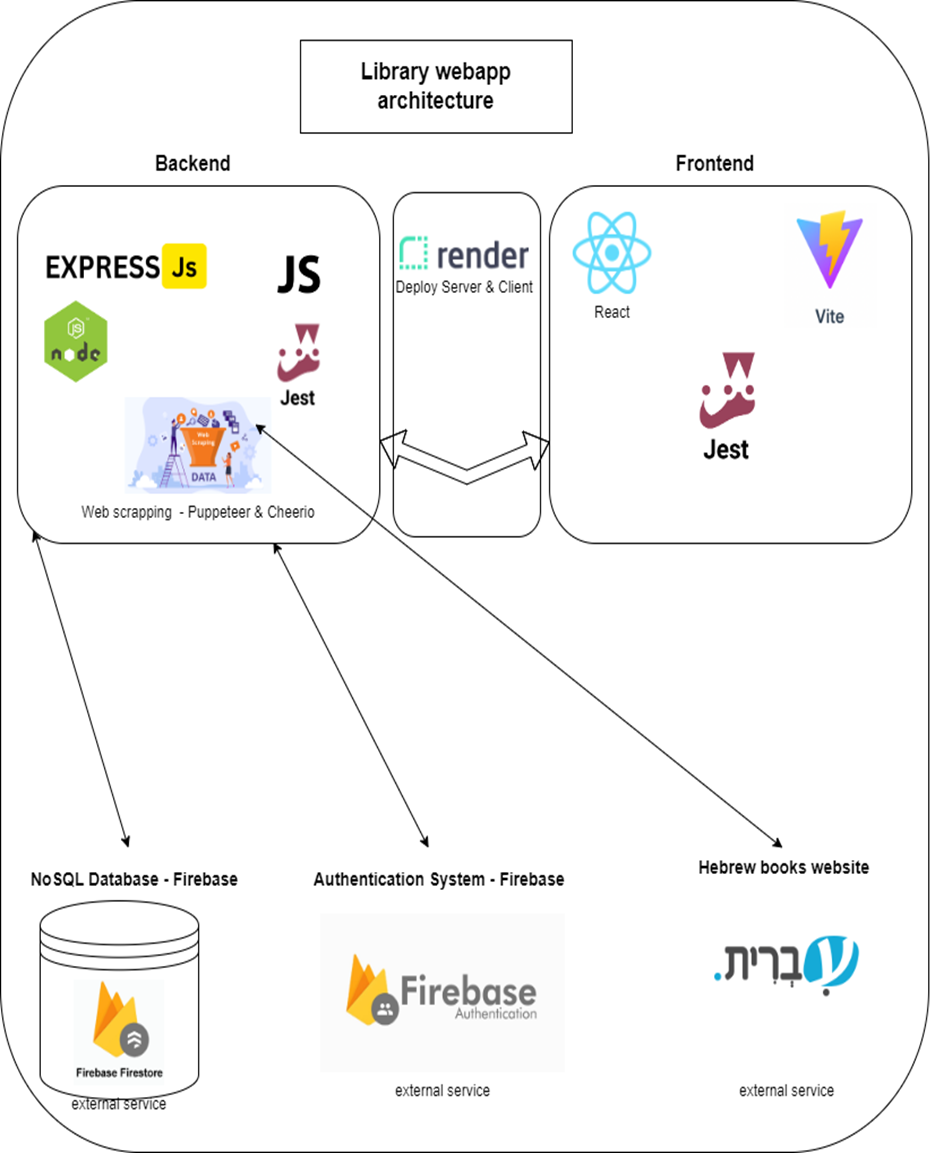 Library webapp
architecture
Backend
Frontend
EXPRESS Js
JS
JS
node
Jest
Web
Scraping
DATA
Web scrapping - Puppeteer & Cheerio
render
Deploy Server & Client
React
Vite
Jest
NoSQL Database - Firebase
Firebase Firestore
external service
Authentication System - Firebase
Firebase
Authentication
external service
Hebrew books website
עִבְרִית.
external service